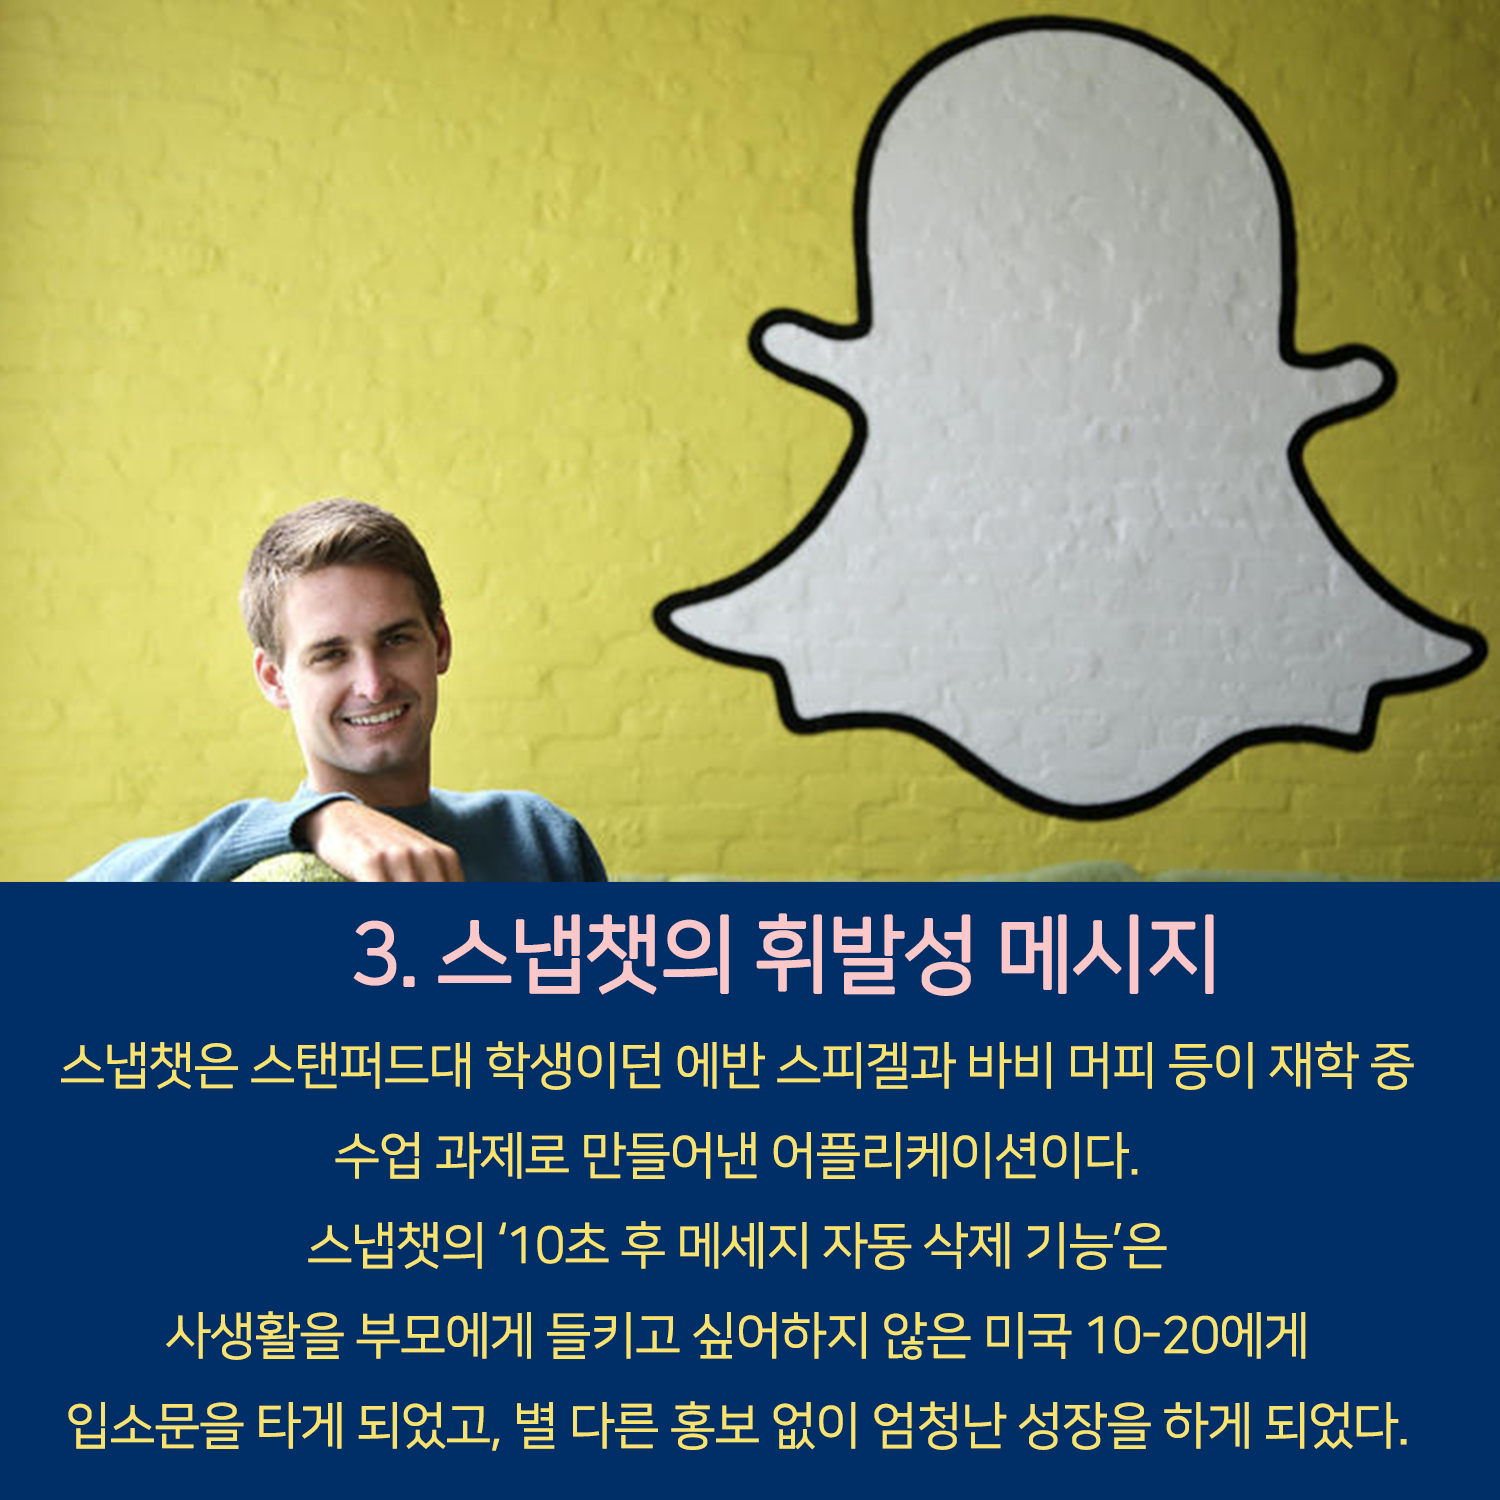 3. 스냅챗의 휘발성 메시지
스냅챗은 스탠퍼드대 학생이던 에반 스피겔과 바비 머피 등이 재학 중
수업 과제로 만들어낸 어플리케이션이다.
스냅챗의 ‘10초 후 메세지 자동 삭제 기능’은
사생활을 부모에게 들키고 싶어하지 않은 미국 10-20에게
입소문을 타게 되었고, 별 다른 홍보 없이 엄청난 성장을 하게 되었다.